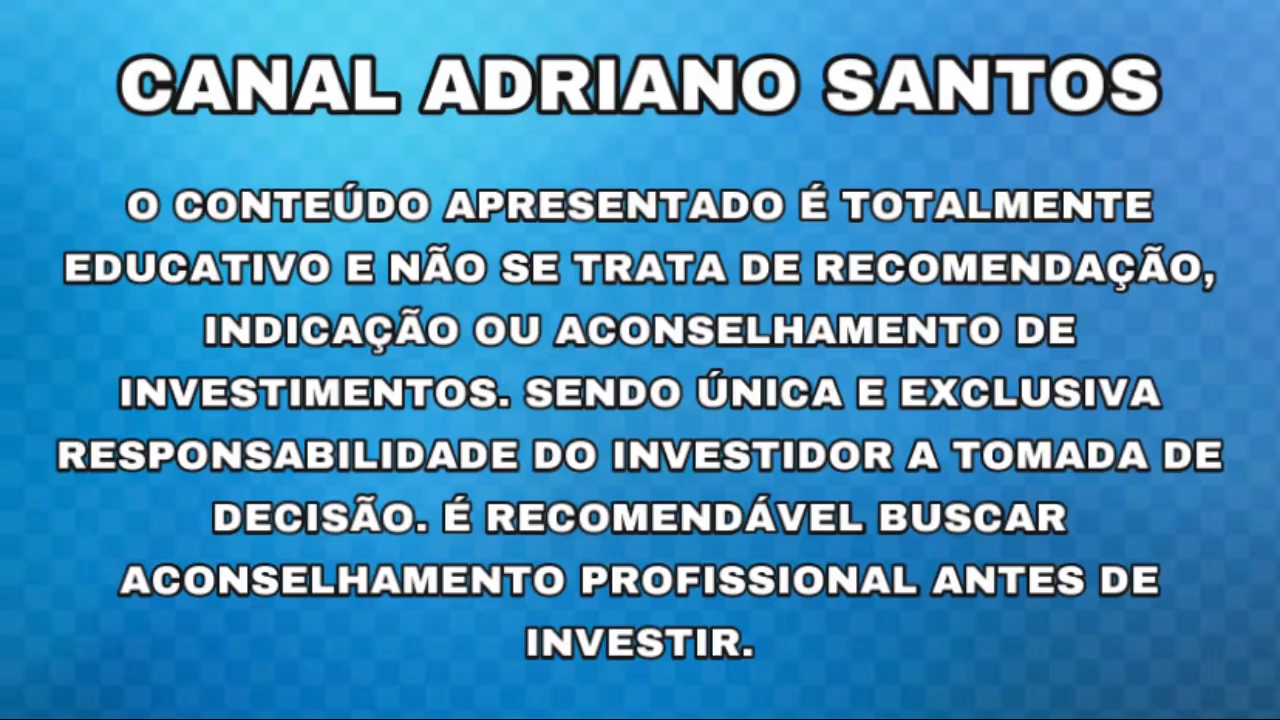 CANAL ADRIANO SANTOS
O CONTEÚDO APRESENTADO É TOTALMENTE
EDUCATIVO E NÃO SE TRATA DE RECOMENDAÇÃO,
INDICAÇÃO OU ACONSELHAMENTO DE
INVESTIMENTOS. SENDO ÚNICA E EXCLUSIVA
RESPONSABILIDADE DO INVESTIDOR A TOMADA DE
DECISÃO. É RECOMENDÁVEL BUSCAR
ACONSELHAMENTO PROFISSIONAL ANTES DE
INVESTIR.